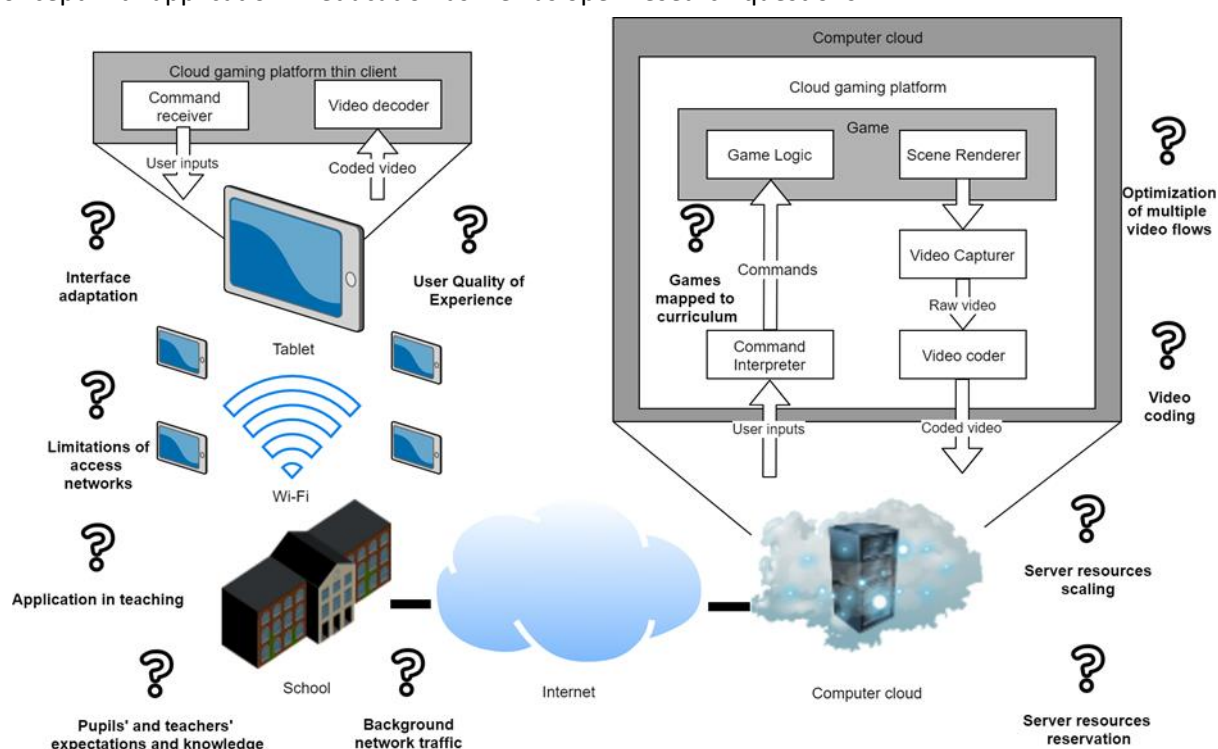 Computer cloud
Cloud gaming platform thin client
Command
receiver
Video decoder
User inputs
Coded video
Cloud gaming platform
Game
Game Logic
Scene Renderer
Optimization
of multiple
video flows
Interface
adaptation
User Quality of
Experience
Games
mapped to
curriculum
Commands
Video Capturer
Raw video
Tablet
Command
Interpreter
Video coder
Video
coding
User inputs
Coded video
Limitations of
access
networks
Wi-Fi
Application in teaching
Server resources
scaling
School
Internet
Computer cloud
Pupils' and teachers'
expectations and knowledge
Background
network traffic
Server resources
reservation